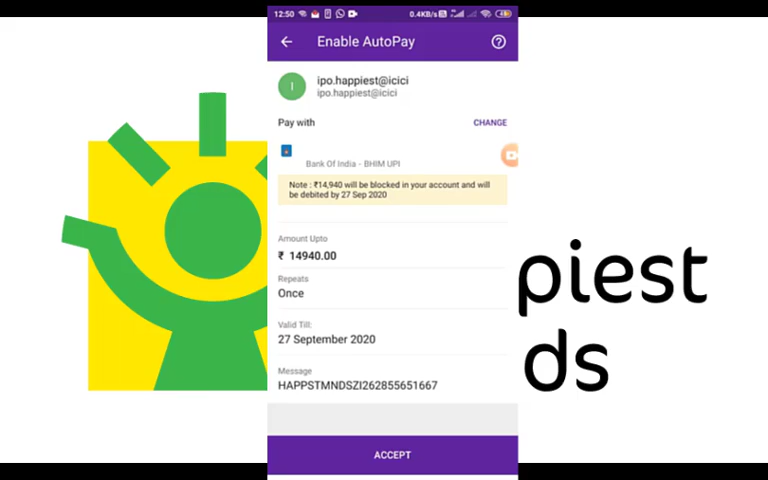 12:50
0.4KB/s
Enable AutoPay
I
ipo.happiest@icici
ipo.happiest@icici
Pay with
CHANGE
Bank Of India - BHIM UPI
Note : ₹14,940 will be blocked in your account and will
be debited by 27 Sep 2020
Amount Upto
₹ 14940.00
Repeats
Once
Valid Till:
27 September 2020
Message
HAPPSTMNDSZI262855651667
ACCEPT
piest
ds